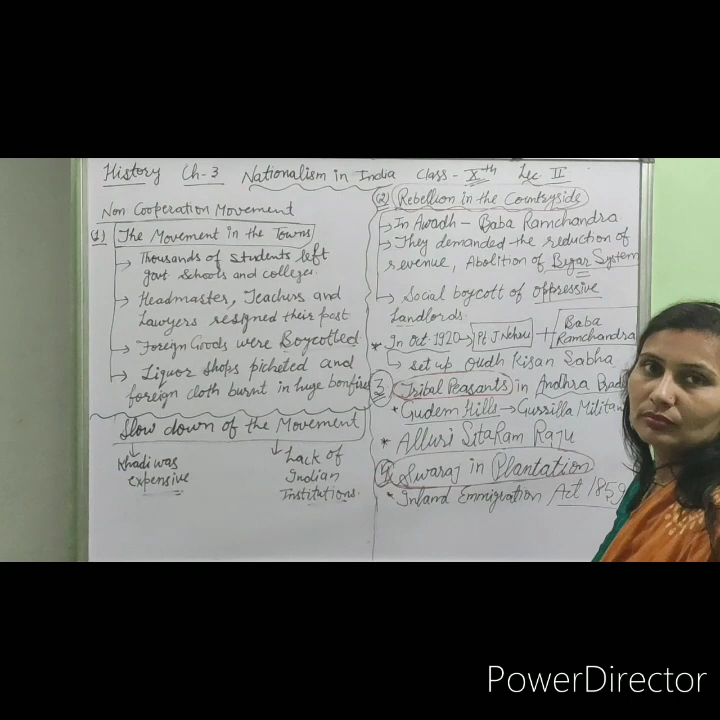 History Ch-3 Nationalism in India Class - Xth Lec II
Non Cooperation Movement
(1) The Movement in the Towns
→ Thousands of students left
govt. Schools and colleges.
→ Headmaster, Teachers and
Lawyers resigned their post
→ Foreign Goods were Boycotted
→ Liquor shops picketed and
foreign cloth burnt in huge bonfire
Slow down of the Movement
Khadi was
expensive
Lack of
Indian
Institutions.
(2) Rebellion in the Countryside
→ In Awadh - Baba Ramchandra
→ They demanded the reduction of
revenue, Abolition of Begar System
→ Social boycott of oppressive
Landlords.
* In Oct. 1920 → Pt J Nehru + Baba
Ramchandra
set up Oudh Kisan Sabha
3 Tribal Peasants in Andhra Prad
* Gudem Hills → Gurrilla Militan
* Alluri SitaRam Raju
(4) Swaraj in Plantation
* Inland Emmigration Act 1859
PowerDirector